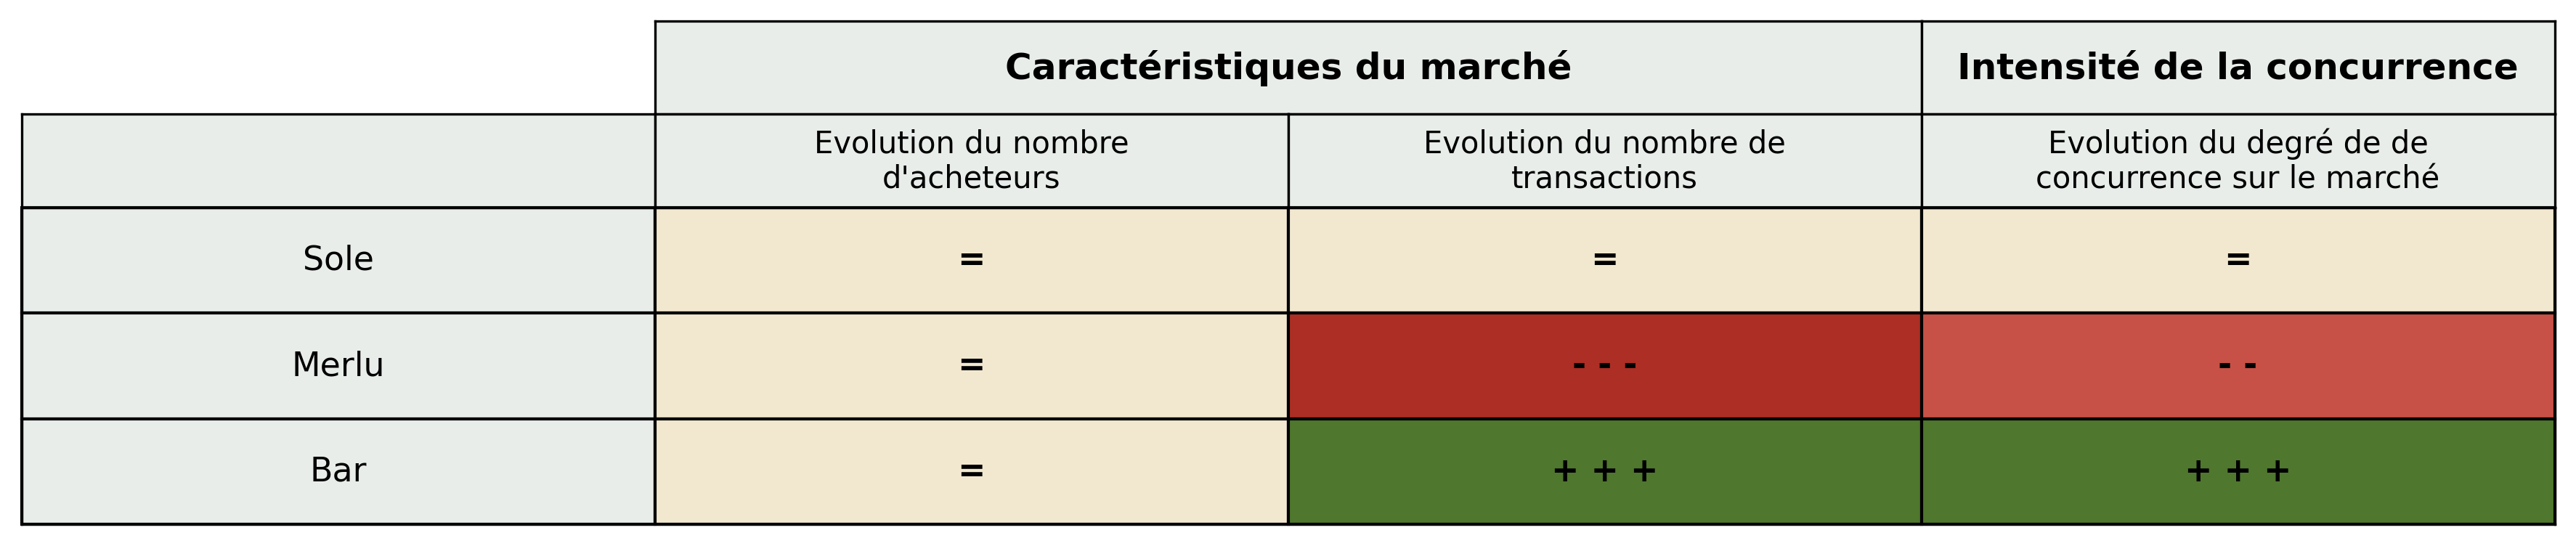 Caractéristiques du marché
Intensité de la concurrence
Evolution du nombre
d'acheteurs
Evolution du nombre de
transactions
Evolution du degré de de
concurrence sur le marché
Sole
=
=
=
Merlu
=
- - -
- -
Bar
=
+ + +
+ + +